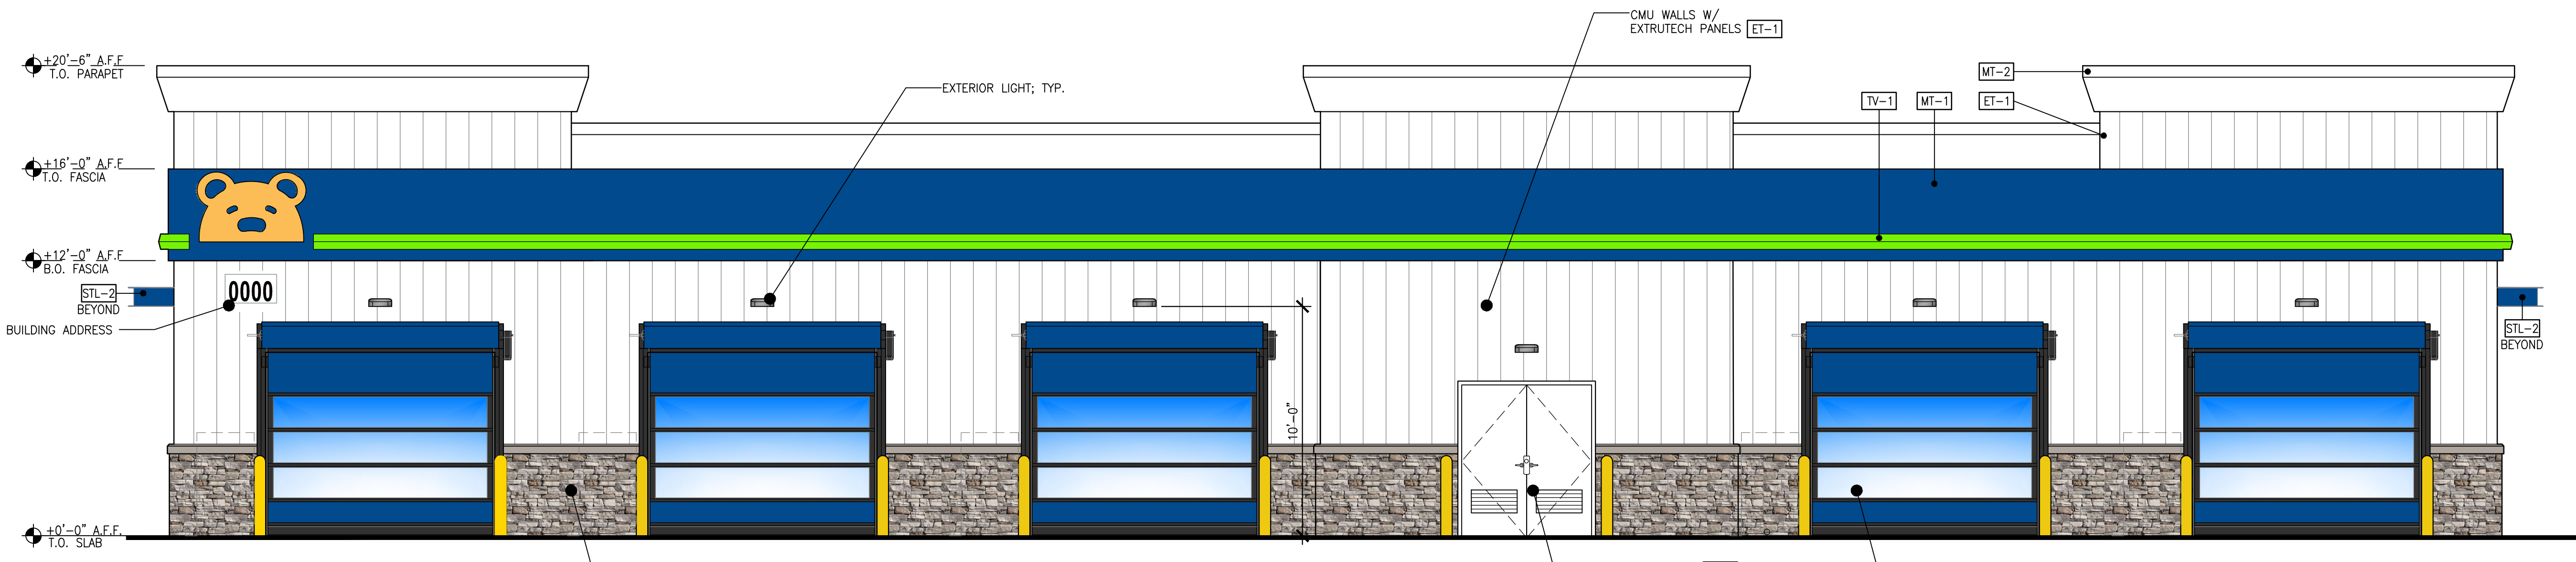 CMU WALLS W/
EXTRUTECH PANELS ET-1
+20'-6" A.F.F
T.O. PARAPET
MT-2
EXTERIOR LIGHT; TYP.
TV-1 MT-1 ET-1
+16'-0" A.F.F
T.O. FASCIA
+12'-0" A.F.F
B.O. FASCIA
STL-2
BEYOND
0000
BUILDING ADDRESS
STL-2
BEYOND
10'-0"
+0'-0" A.F.F.
T.O. SLAB